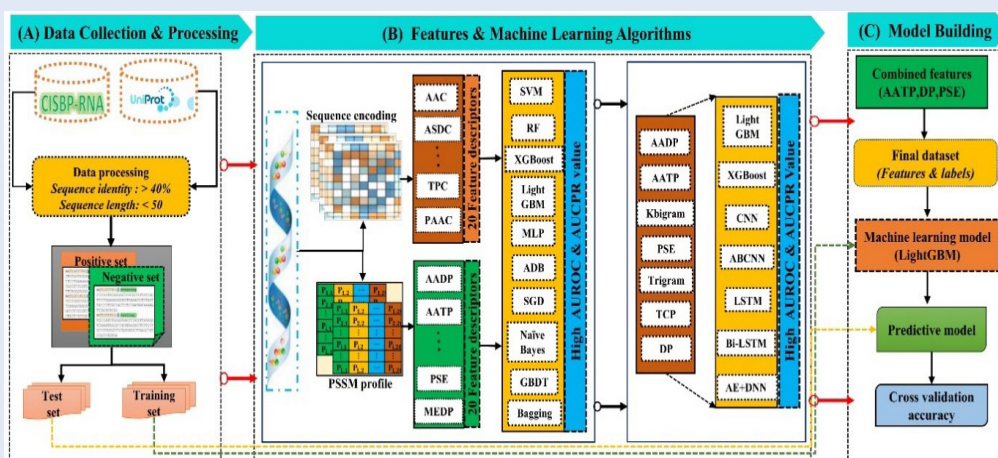 (A) Data Collection & Processing
(B) Features & Machine Learning Algorithms
(C) Model Building
CISBP-RNA
UniProt
Data processing
Sequence identity : > 40%
Sequence length: < 50
Positive set
Negative set
Test
set
Training
set
Sequence encoding
PSSM profile
AAC
ASDC
TPC
PAAC
20 Feature descriptors
AADP
AATP
PSE
MEDP
20 Feature descriptors
SVM
RF
XGBoost
Light
GBM
MLP
ADB
SGD
Naïve
Bayes
GBDT
Bagging
High AUROC & AUCPR value
AADP
AATP
Kbigram
PSE
Trigram
TCP
DP
Light
GBM
XGBoost
CNN
ABCNN
LSTM
Bi-LSTM
AE+DNN
High AUROC & AUCPR Value
Combined features
(AATP,DP,PSE)
Final dataset
(Features & labels)
Machine learning model
(LightGBM)
Predictive model
Cross validation
accuracy